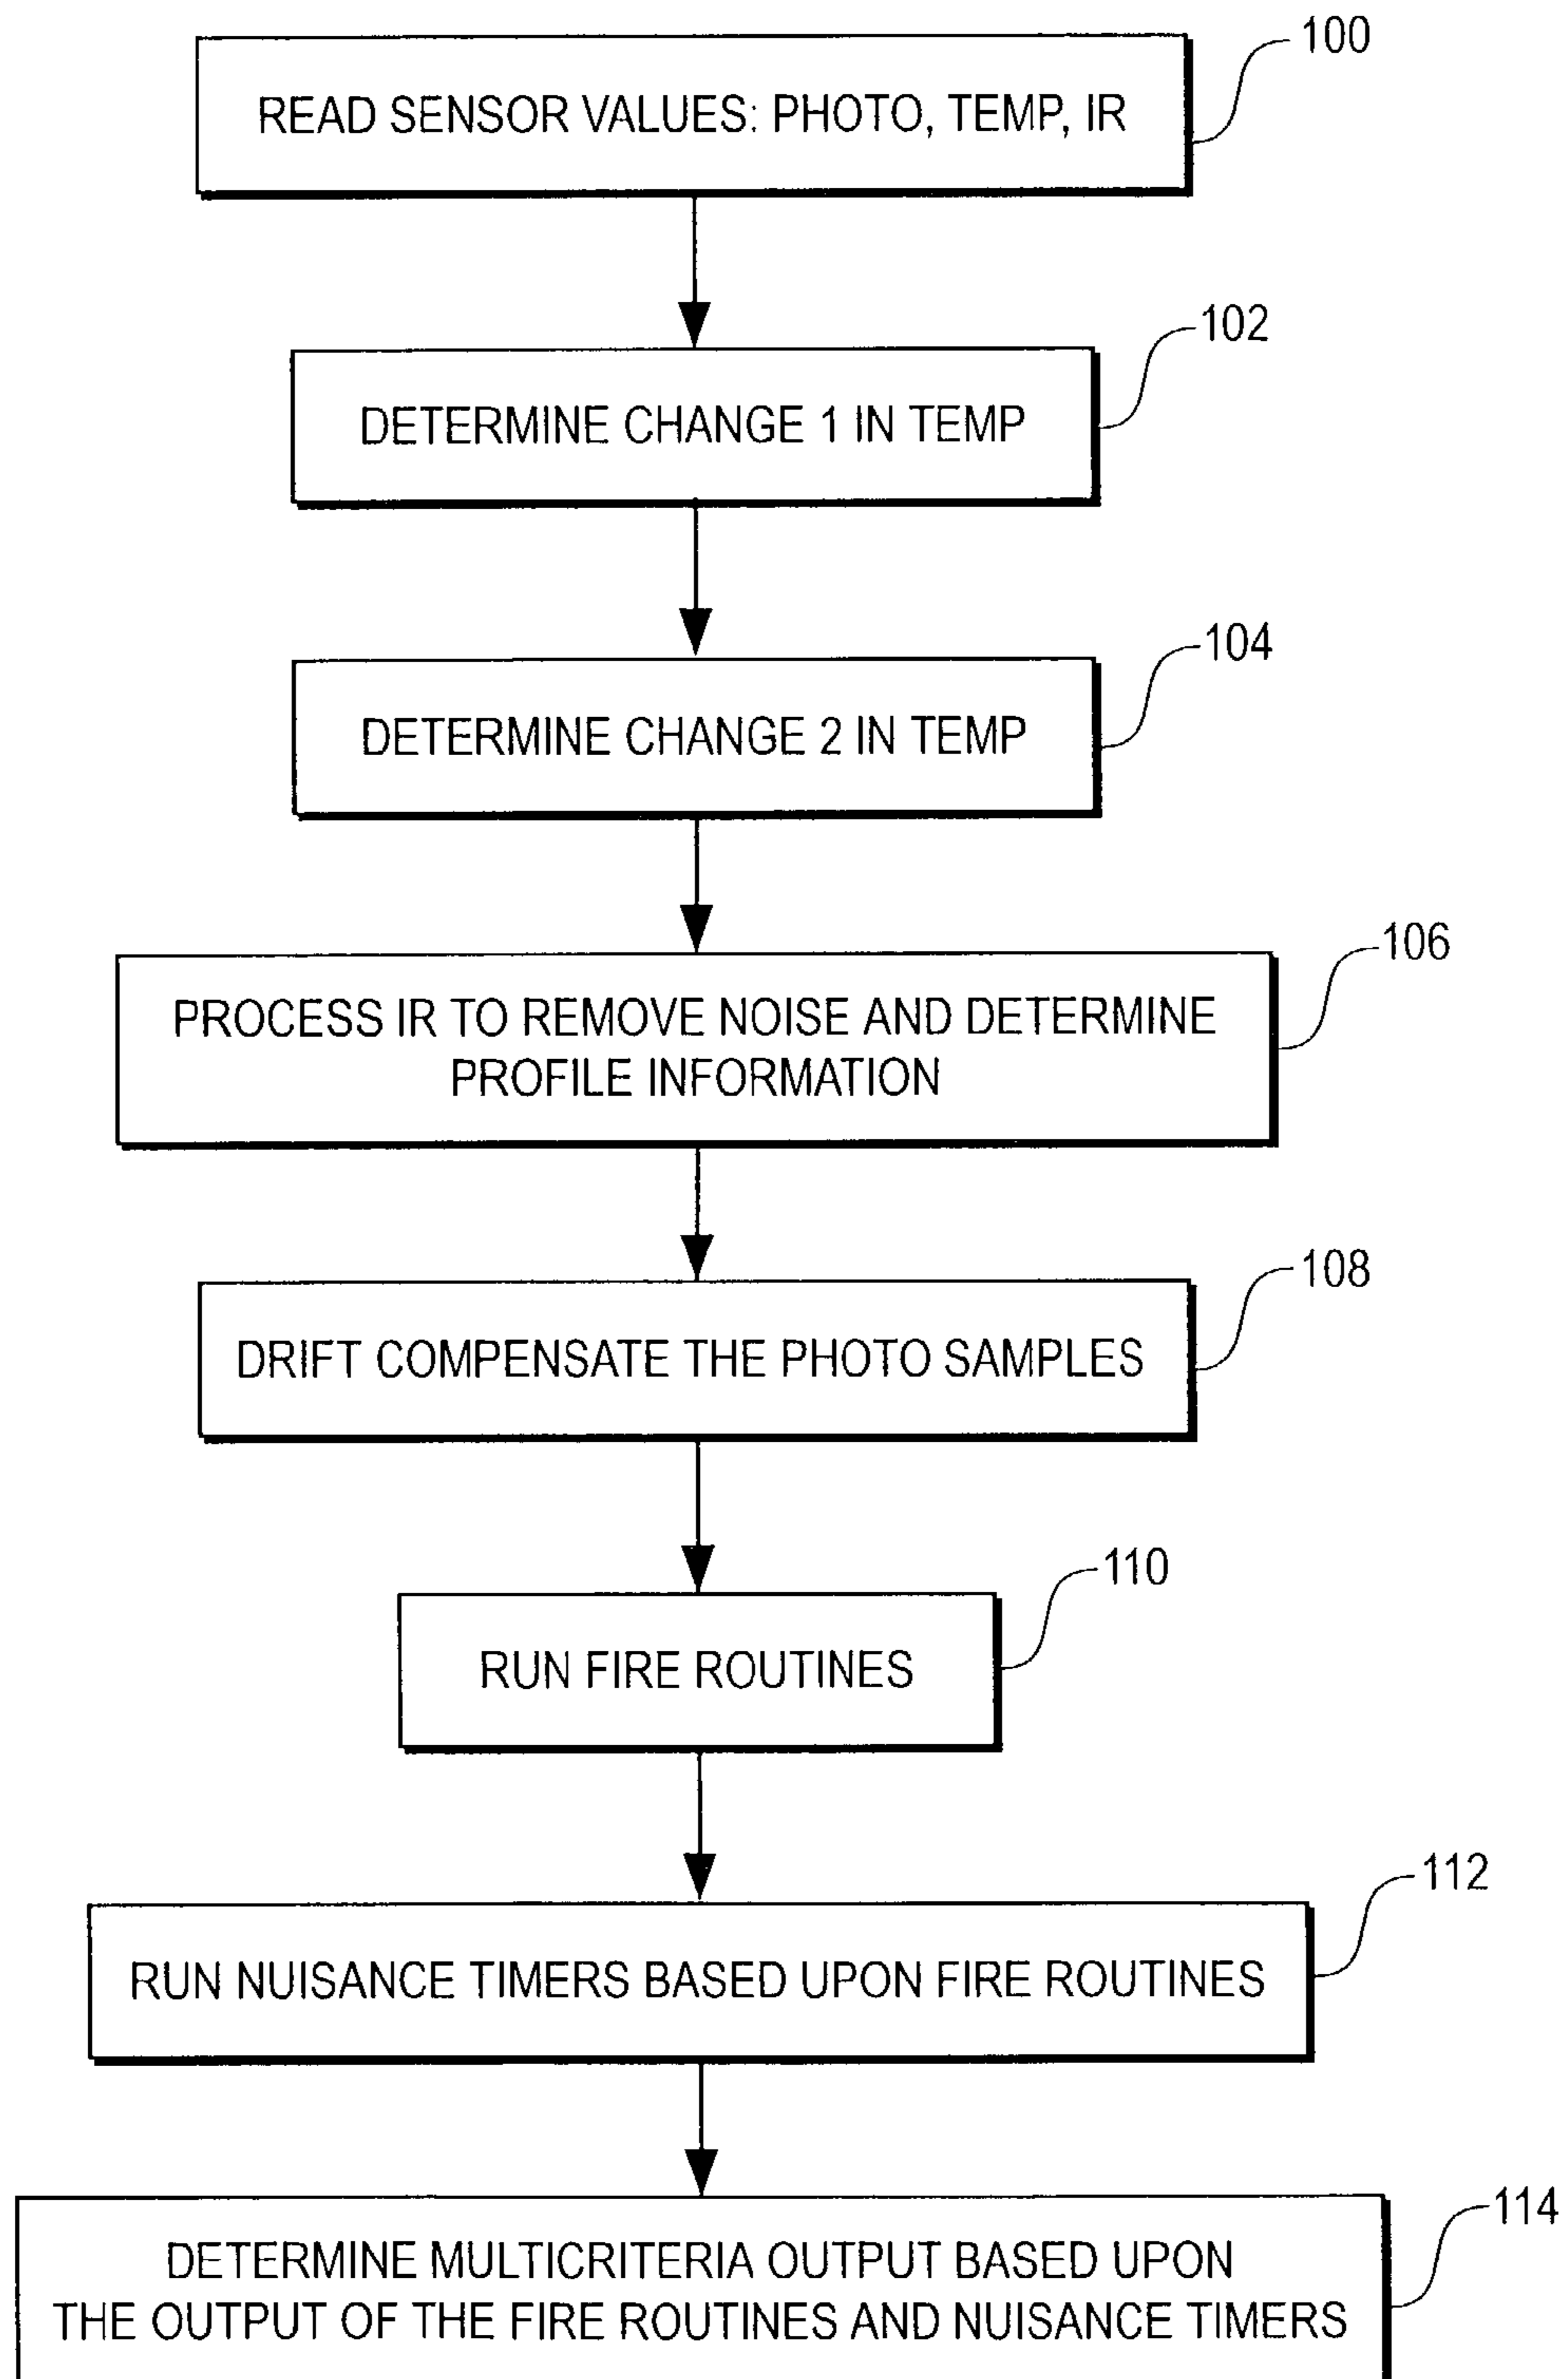 100
READ SENSOR VALUES: PHOTO, TEMP, IR
102
DETERMINE CHANGE 1 IN TEMP
104
DETERMINE CHANGE 2 IN TEMP
106
PROCESS IR TO REMOVE NOISE AND DETERMINE
PROFILE INFORMATION
108
DRIFT COMPENSATE THE PHOTO SAMPLES
110
RUN FIRE ROUTINES
112
RUN NUISANCE TIMERS BASED UPON FIRE ROUTINES
114
DETERMINE MULTICRITERIA OUTPUT BASED UPON
THE OUTPUT OF THE FIRE ROUTINES AND NUISANCE TIMERS